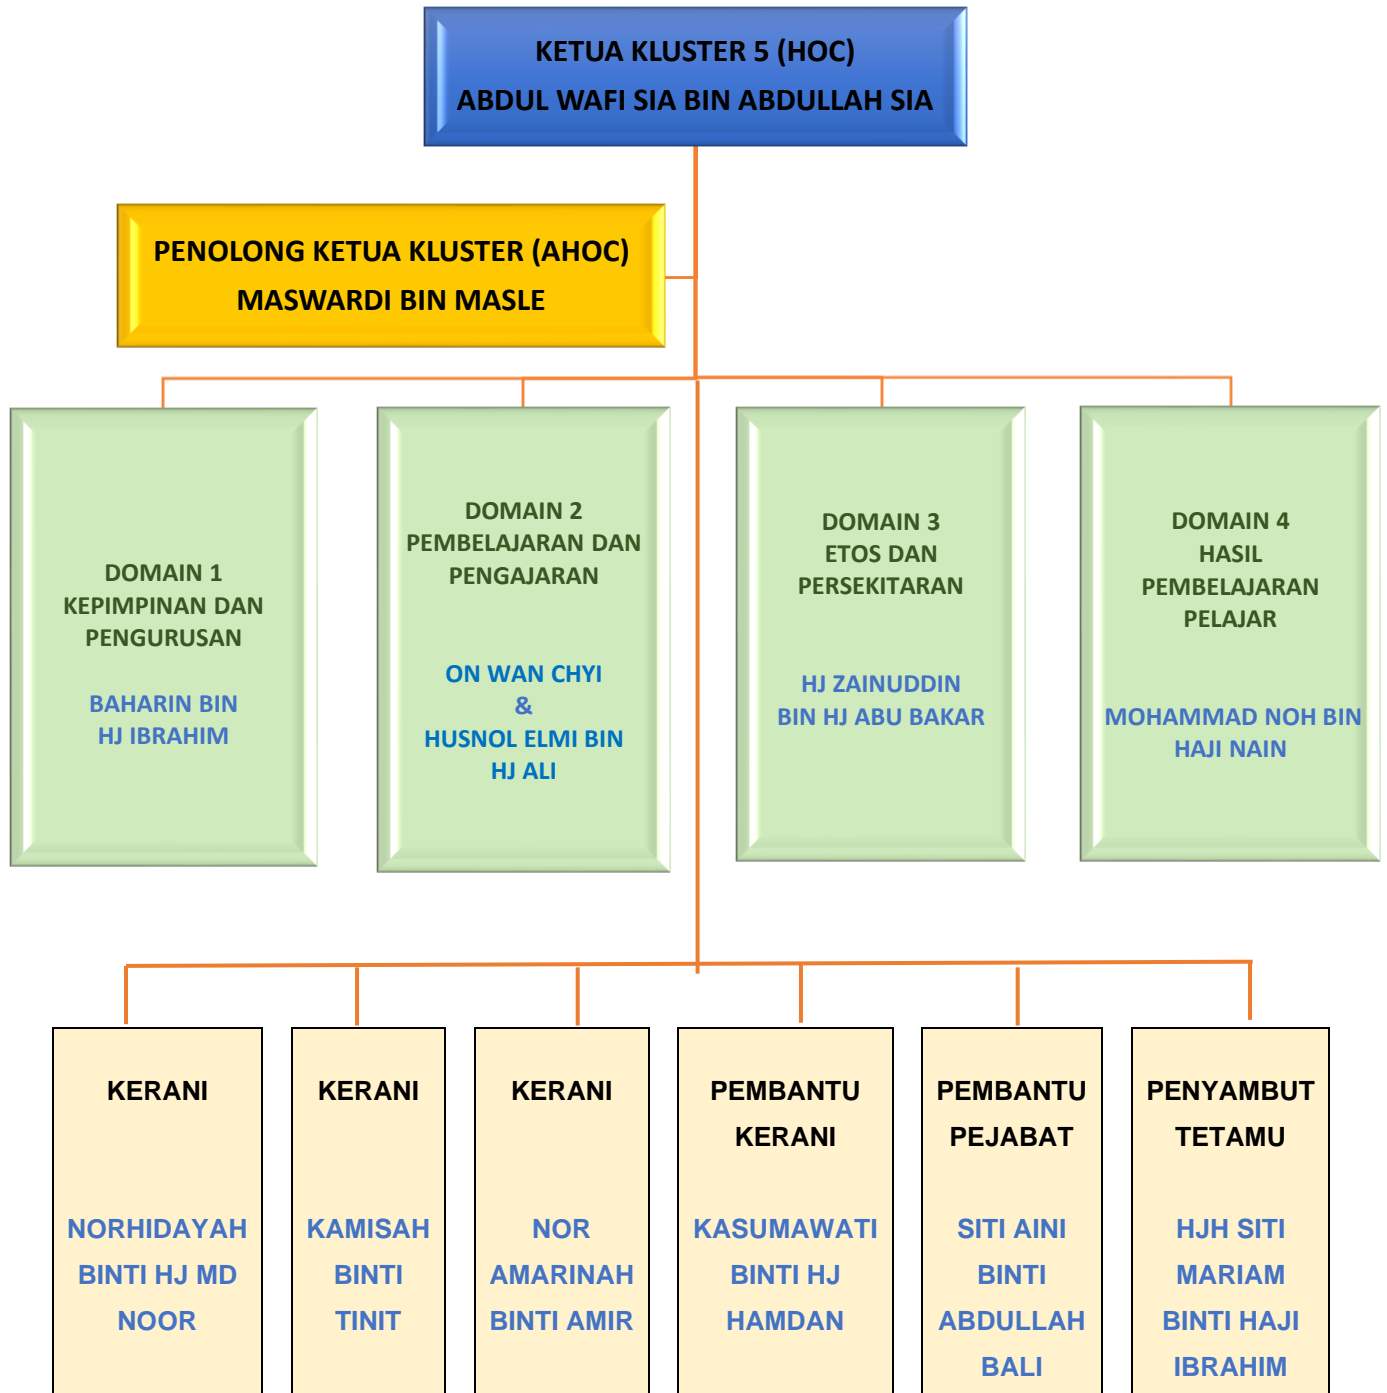 KETUA KLUSTER 5 (HOC)
ABDUL WAFI SIA BIN ABDULLAH SIA
PENOLONG KETUA KLUSTER (AHOC)
MASWARDI BIN MASLE
DOMAIN 1
KEPIMPINAN DAN
PENGURUSAN
BAHARIN BIN
HJ IBRAHIM
DOMAIN 2
PEMBELAJARAN DAN
PENGAJARAN
ON WAN CHYI
&
HUSNOL ELMI BIN
HJ ALI
DOMAIN 3
ETOS DAN
PERSEKITARAN
HJ ZAINUDDIN
BIN HJ ABU BAKAR
DOMAIN 4
HASIL
PEMBELAJARAN
PELAJAR
MOHAMMAD NOH BIN
HAJI NAIN
KERANI
NORHIDAYAH
BINTI HJ MD
NOOR
KERANI
KAMISAH
BINTI
TINIT
KERANI
NOR
AMARINAH
BINTI AMIR
PEMBANTU
KERANI
KASUMAWATI
BINTI HJ
HAMDAN
PEMBANTU
PEJABAT
SITI AINI
BINTI
ABDULLAH
BALI
PENYAMBUT
TETAMU
HJH SITI
MARIAM
BINTI HAJI
IBRAHIM